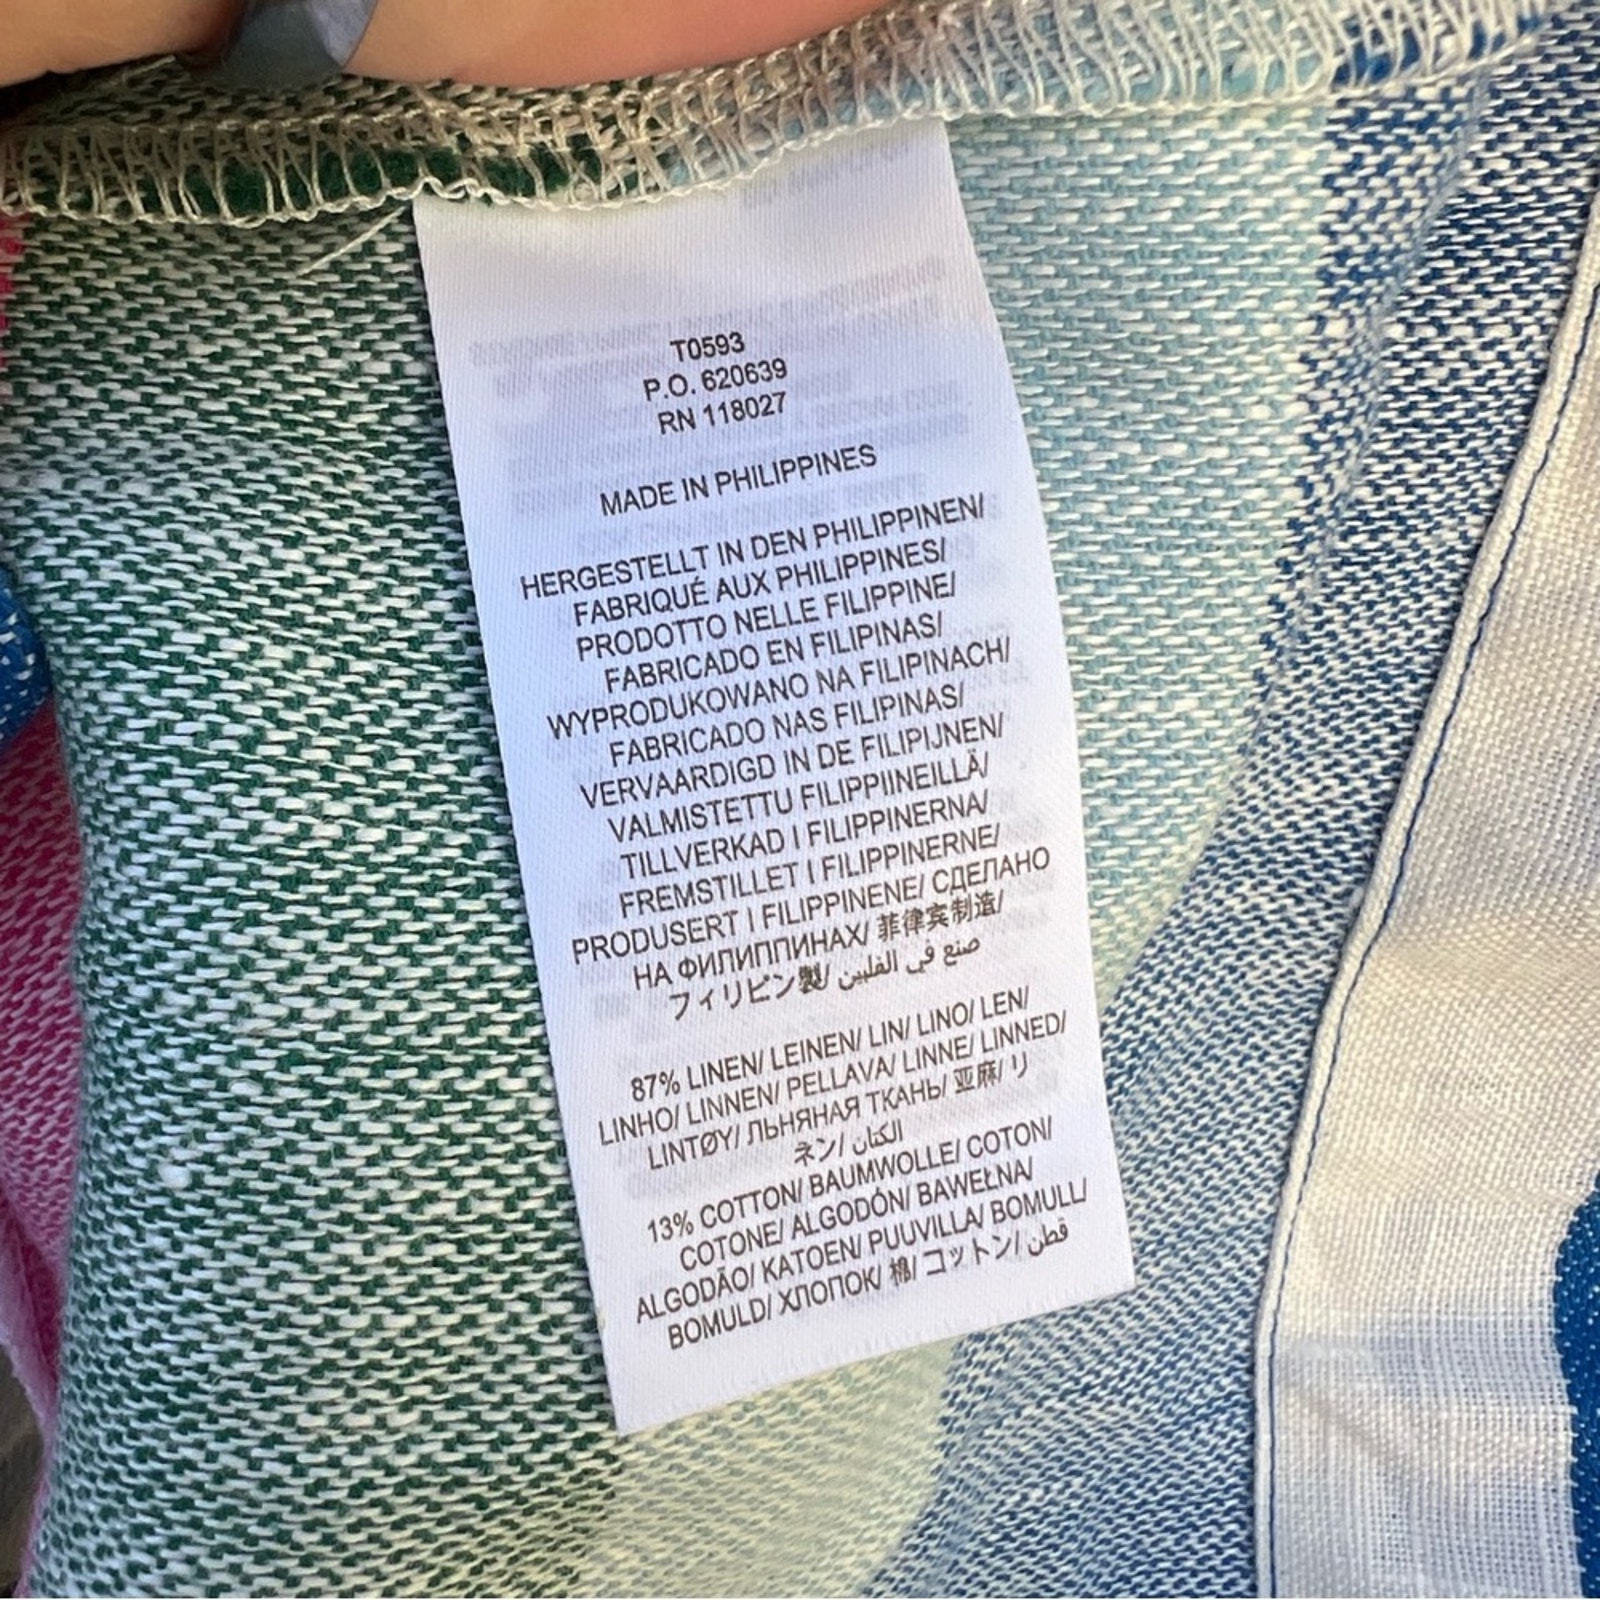 T0593
P.O. 620639
RN 118027
MADE IN PHILIPPINES
HERGESTELLT IN DEN PHILIPPINEN/
FABRIQUÉ AUX PHILIPPINES/
PRODOTTO NELLE FILIPPINE/
FABRICADO EN FILIPINAS/
WYPRODUKOWANO NA FILIPINACH/
FABRICADO NAS FILIPINAS/
VERVAARDIGD IN DE FILIPIJNEN/
VALMISTETTU FILIPPIINEILLÄ/
TILLVERKAD I FILIPPINERNA/
FREMSTILLET I FILIPPINERNE/
PRODUSERT I FILIPPINENE/ СДЕЛАНО
НА ФИЛИППИНАХ/ 菲律宾制造/
フィリピン製/ صنع في الفلبين
87% LINEN/ LEINEN/ LIN/ LINO/ LEN/
LINHO/ LINNEN/ PELLAVA/ LINNE/ LINNED/
LINTØY/ ЛЬНЯНАЯ ТКАНЬ/ 亚麻/ リ
ネン/ الكتان
13% COTTON/ BAUMWOLLE/ COTON/
COTONE/ ALGODÓN/ BAWEŁNA/
ALGODÃO/ KATOEN/ PUUVILLA/ BOMULL/
BOMULD/ ХЛОПОК/ 棉/ コットン/ قطن